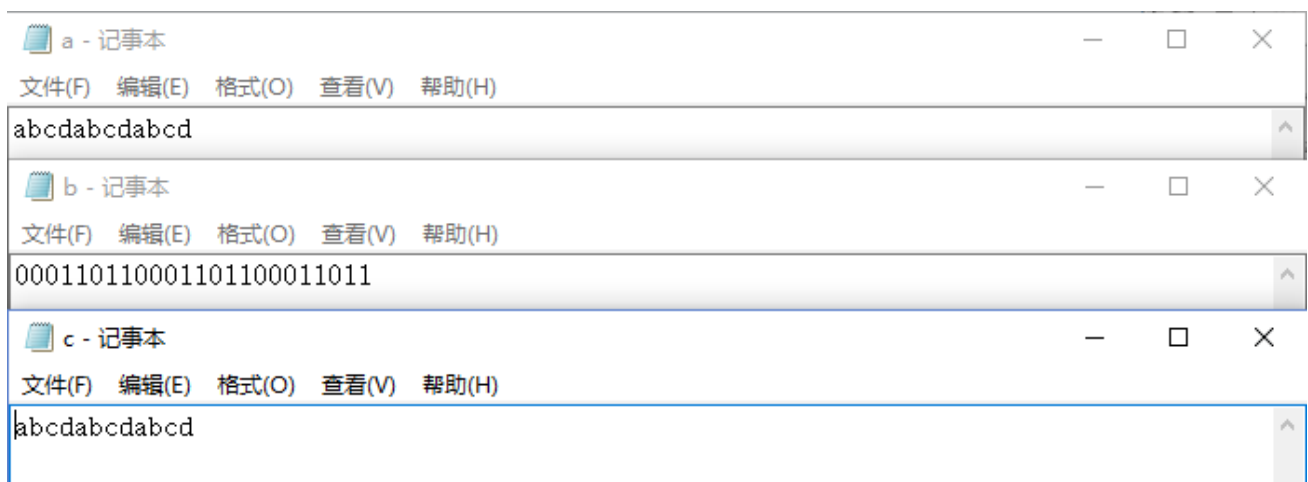 a - 记事本
文件(F) 编辑(E) 格式(O) 查看(V) 帮助(H)
abcdabcdabcd
b - 记事本
文件(F) 编辑(E) 格式(O) 查看(V) 帮助(H)
000110110001101100011011
c - 记事本
文件(F) 编辑(E) 格式(O) 查看(V) 帮助(H)
abcdabcdabcd